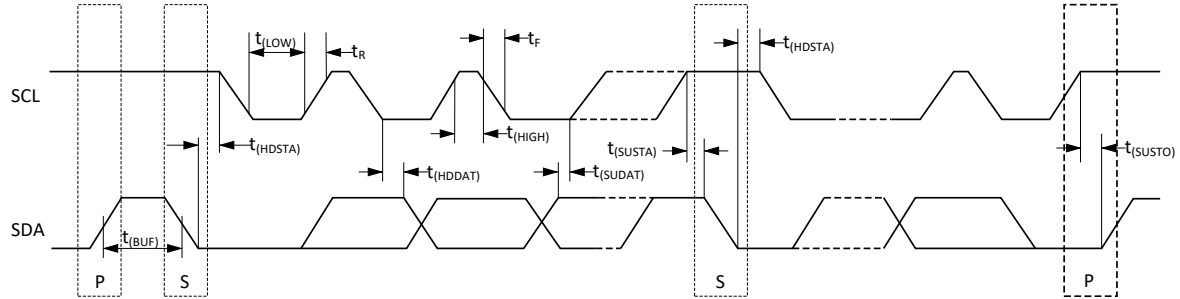 t(LOW)
tR
tF
t(HDSTA)
SCL
t(HDSTA)
t(HIGH)
t(SUSTA)
t(SUSTO)
t(HDDAT)
t(SUDAT)
SDA
t(BUF)
P
S
S
P